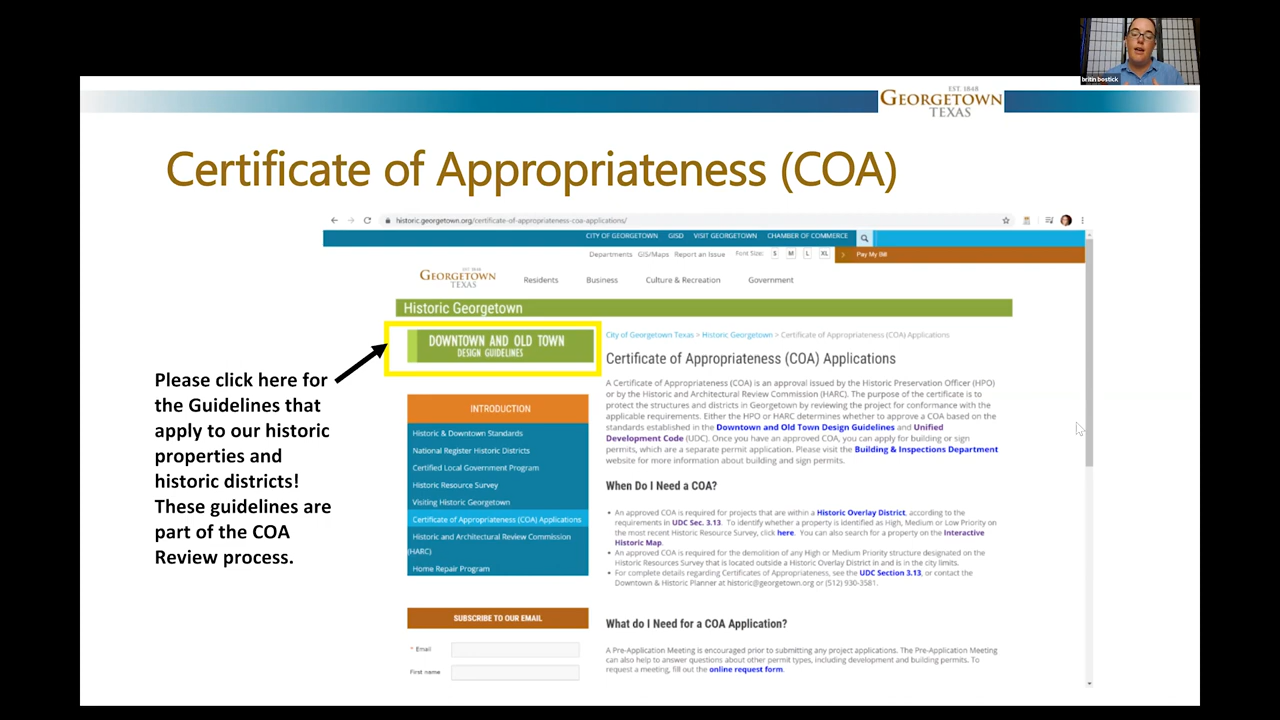 britin bostick
EST. 1848
GEORGETOWN
TEXAS
Certificate of Appropriateness (COA)
historic.georgetown.org/certificate-of-appropriateness-coa-applications/
CITY OF GEORGETOWN GISD VISIT GEORGETOWN CHAMBER OF COMMERCE
Departments GIS/Maps Report an Issue Font Size: S M L XL Pay My Bill
EST. 1848
GEORGETOWN
TEXAS
Residents Business Culture & Recreation Government
Historic Georgetown
DOWNTOWN AND OLD TOWN
DESIGN GUIDELINES
Please click here for
the Guidelines that
apply to our historic
properties and
historic districts!
These guidelines are
part of the COA
Review process.
INTRODUCTION
Historic & Downtown Standards
National Register Historic Districts
Certified Local Government Program
Historic Resource Survey
Visiting Historic Georgetown
Certificate of Appropriateness (COA) Applications
Historic and Architectural Review Commission
(HARC)
Home Repair Program
SUBSCRIBE TO OUR EMAIL
* Email
First name
City of Georgetown Texas > Historic Georgetown > Certificate of Appropriateness (COA) Applications
Certificate of Appropriateness (COA) Applications
A Certificate of Appropriateness (COA) is an approval issued by the Historic Preservation Officer (HPO)
or by the Historic and Architectural Review Commission (HARC). The purpose of the certificate is to
protect the structures and districts in Georgetown by reviewing the project for conformance with the
applicable requirements. Either the HPO or HARC determines whether to approve a COA based on the
standards established in the Downtown and Old Town Design Guidelines and Unified
Development Code (UDC). Once you have an approved COA, you can apply for building or sign
permits, which are a separate permit application. Please visit the Building & Inspections Department
website for more information about building and sign permits.
When Do I Need a COA?
• An approved COA is required for projects that are within a Historic Overlay District, according to the
requirements in UDC Sec. 3.13. To identify whether a property is identified as High, Medium or Low Priority on
the most recent Historic Resource Survey, click here. You can also search for a property on the Interactive
Historic Map.
• An approved COA is required for the demolition of any High or Medium Priority structure designated on the
Historic Resources Survey that is located outside a Historic Overlay District in and is in the city limits.
• For complete details regarding Certificates of Appropriateness, see the UDC Section 3.13, or contact the
Downtown & Historic Planner at historic@georgetown.org or (512) 930-3581.
What do I Need for a COA Application?
A Pre-Application Meeting is encouraged prior to submitting any project applications. The Pre-Application Meeting
can also help to answer questions about other permit types, including development and building permits. To
request a meeting, fill out the online request form.